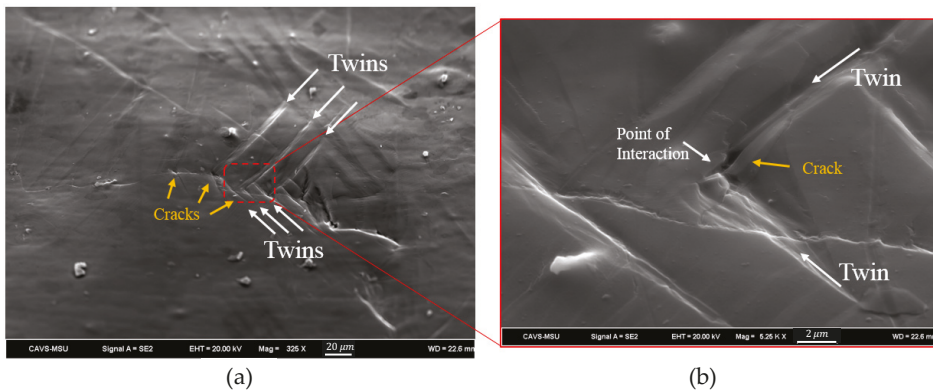 Twins
Cracks
Twins
CAVS-MSU Signal A = SE2 EHT = 20.00 kV Mag = 325 X 20 μm WD = 22.6 mm
(a)
Twin
Point of
Interaction
Crack
Twin
CAVS-MSU Signal A = SE2 EHT = 20.00 kV Mag = 5.25 K X 2 μm WD = 22.6 mm
(b)